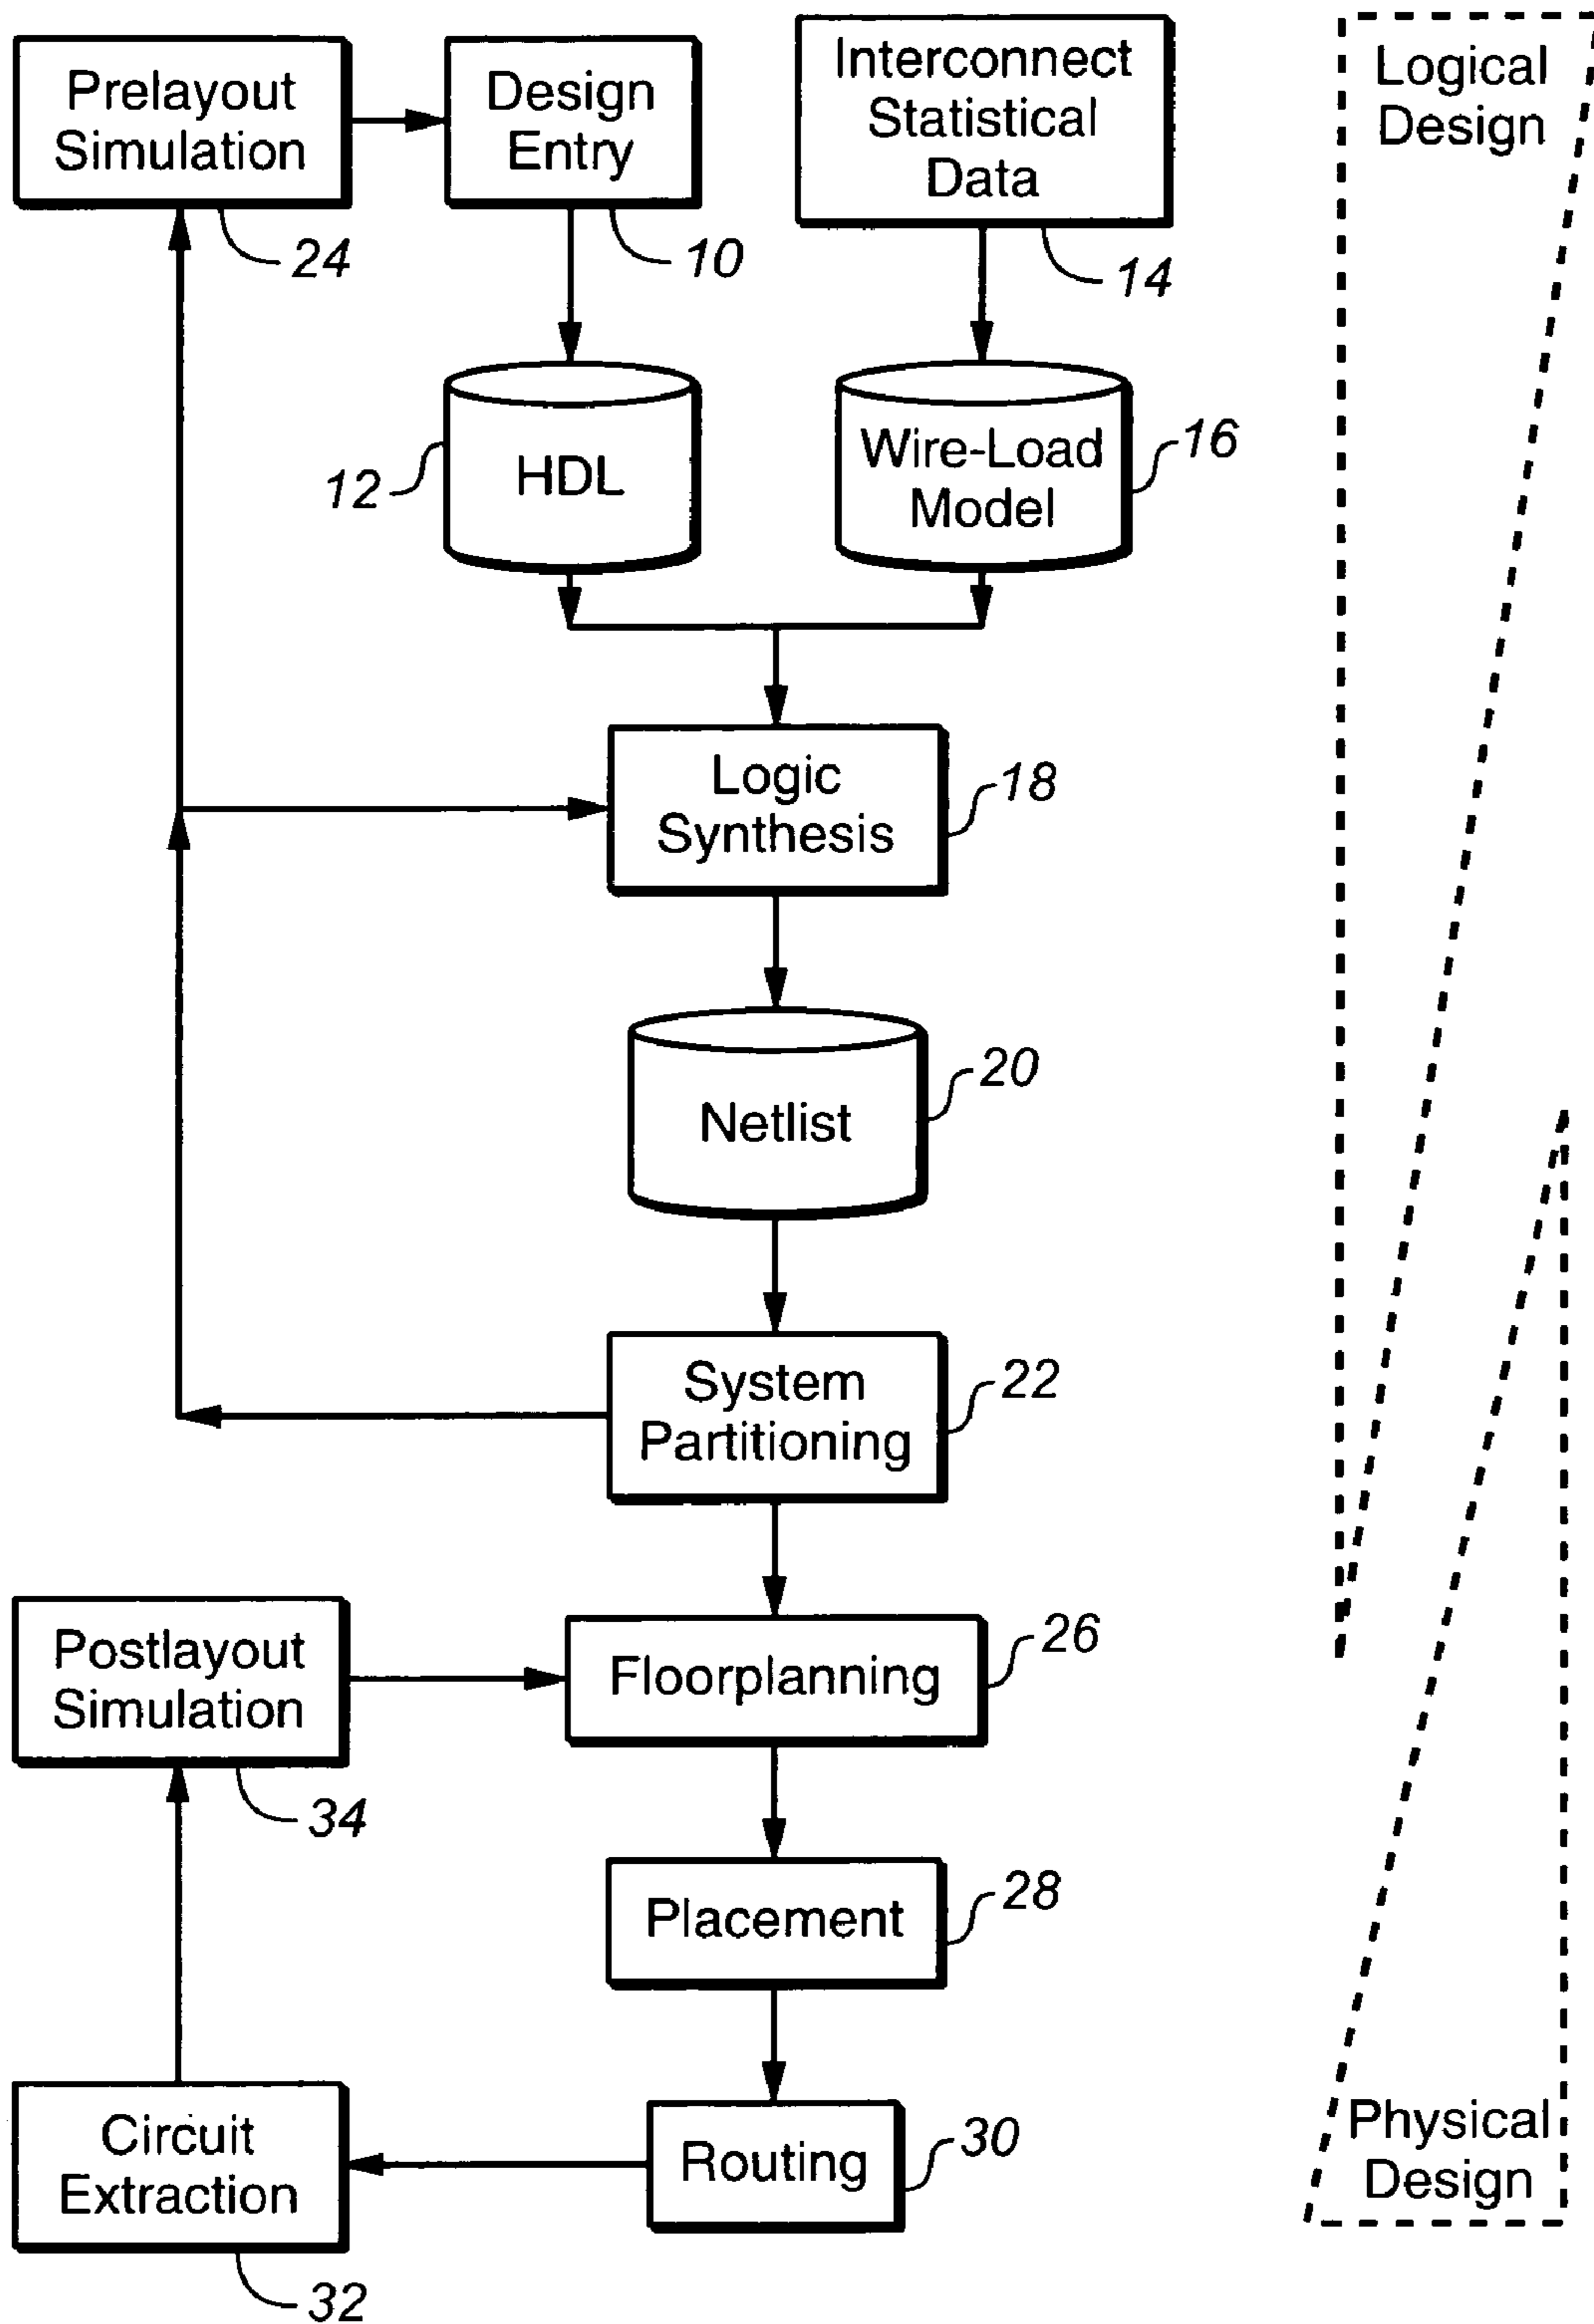 Prelayout
Simulation
24
Design
Entry
10
Interconnect
Statistical
Data
14
Logical
Design
12
HDL
Wire-Load
Model
16
Logic
Synthesis
18
Netlist
20
System
Partitioning
22
Postlayout
Simulation
34
Floorplanning
26
Placement
28
Circuit
Extraction
32
Routing
30
Physical
Design